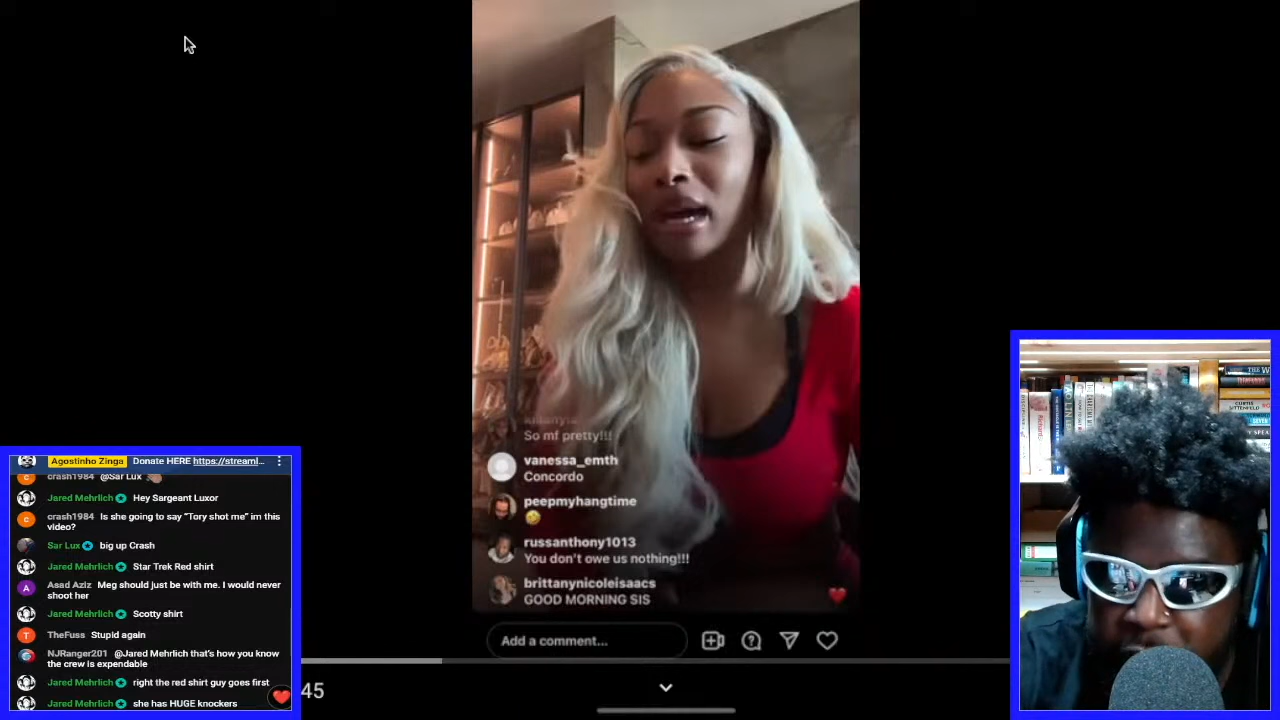 So mf pretty!!!
vanessa_emth
Concordo
peepmyhangtime
russanthony1013
You don't owe us nothing!!!
brittanynicoleisaacs
GOOD MORNING SIS
Add a comment...
45
Agostinho Zinga Donate HERE https://streaml...
crash1984 @Sar Lux
Jared Mehrlich Hey Sargeant Luxor
crash1984 Is she going to say "Tory shot me" im this
video?
Sar Lux big up Crash
Jared Mehrlich Star Trek Red shirt
Asad Aziz Meg should just be with me. I would never
shoot her
Jared Mehrlich Scotty shirt
TheFuss Stupid again
NJRanger201 @Jared Mehrlich that's how you know
the crew is expendable
Jared Mehrlich right the red shirt guy goes first
Jared Mehrlich she has HUGE knockers
CURTIS
SITTENFELD